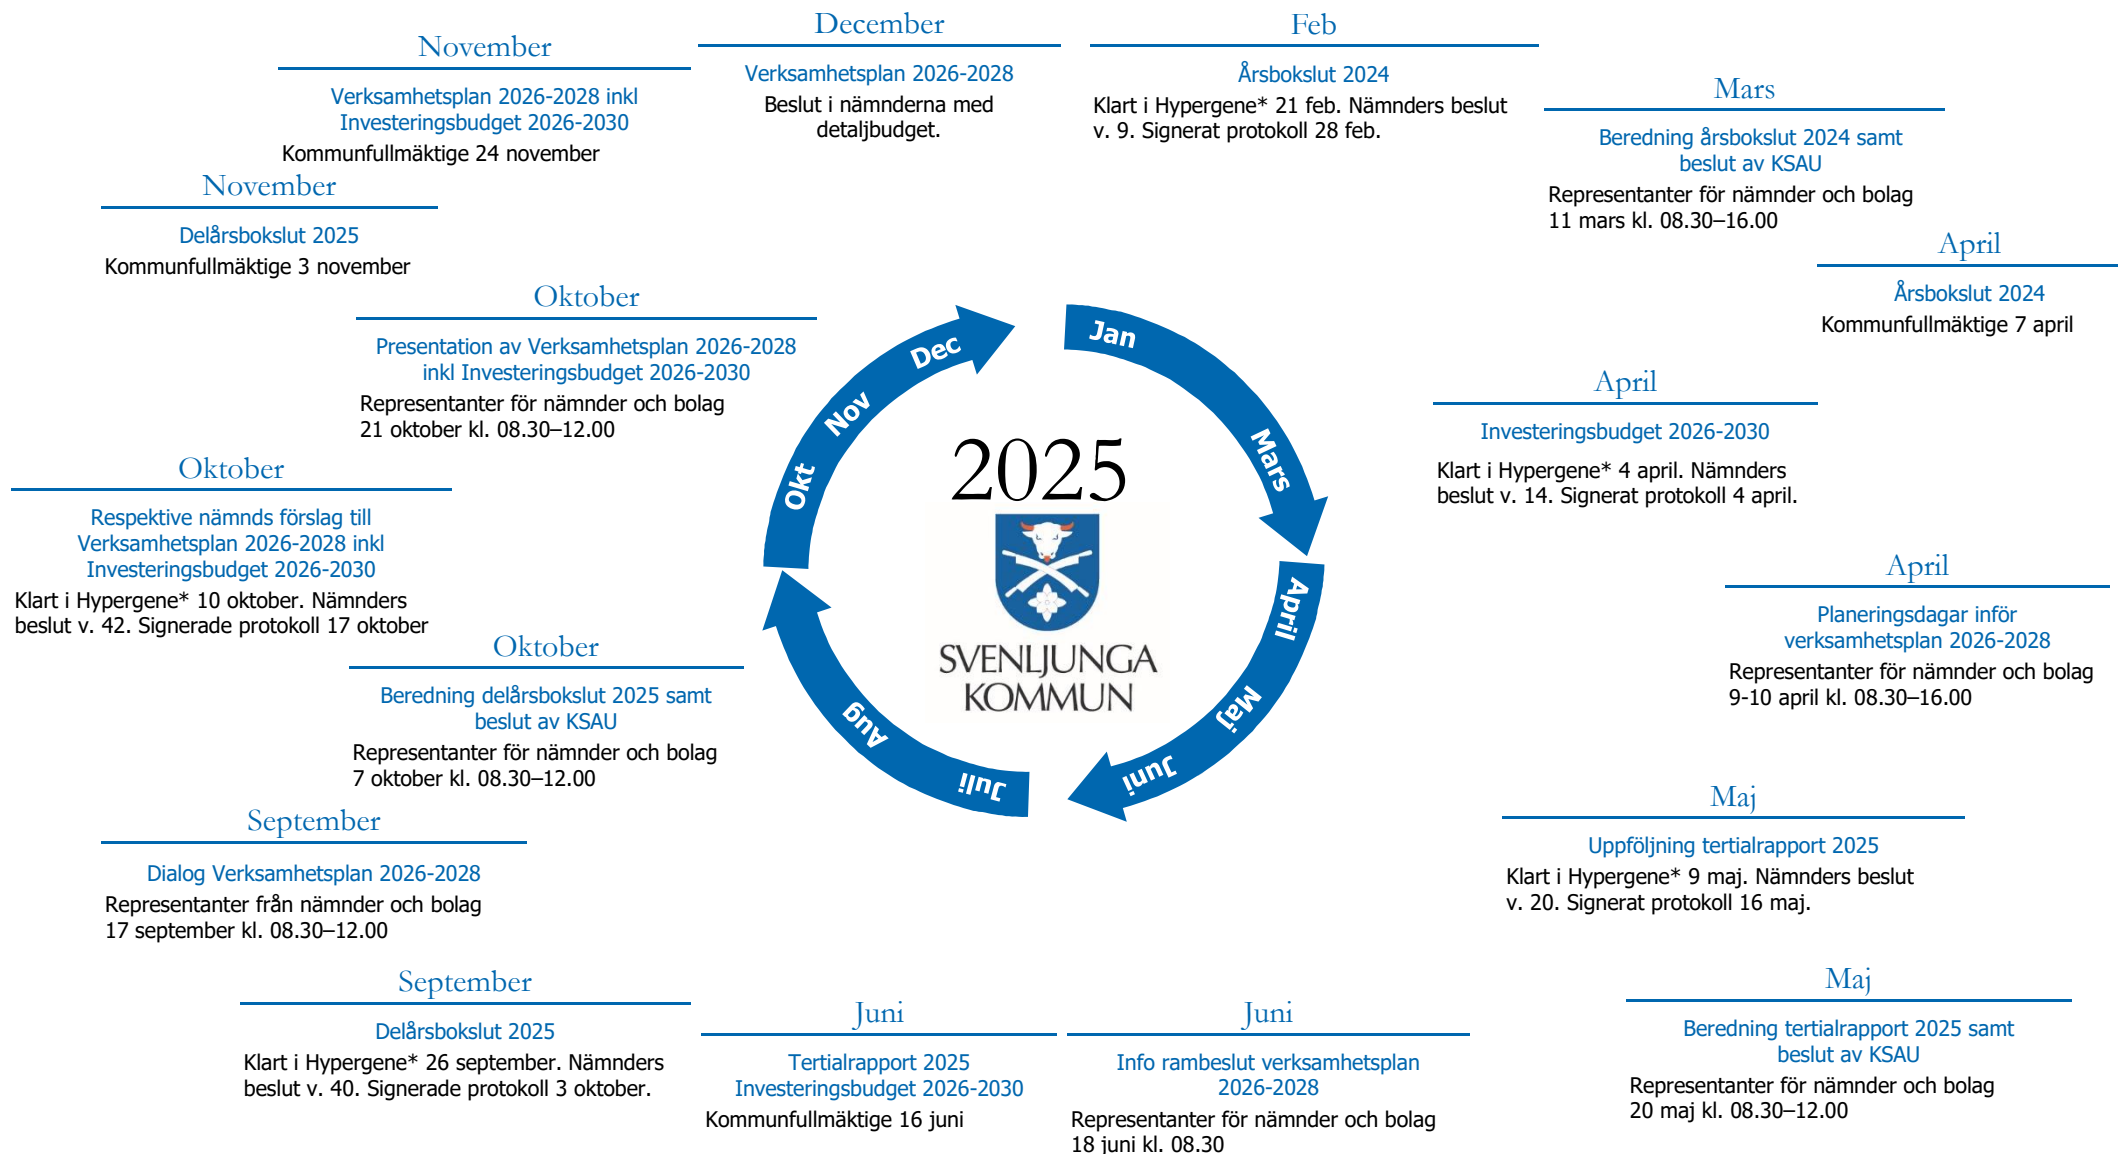 December
Verksamhetsplan 2026-2028
Beslut i nämnderna med
detaljbudget.
Feb
Årsbokslut 2024
Klart i Hypergene* 21 feb. Nämnders beslut
v. 9. Signerat protokoll 28 feb.
Mars
Beredning årsbokslut 2024 samt
beslut av KSAU
Representanter för nämnder och bolag
11 mars kl. 08.30–16.00
April
Årsbokslut 2024
Kommunfullmäktige 7 april
April
Investeringsbudget 2026-2030
Klart i Hypergene* 4 april. Nämnders
beslut v. 14. Signerat protokoll 4 april.
April
Planeringsdagar inför
verksamhetsplan 2026-2028
Representanter för nämnder och bolag
9-10 april kl. 08.30–16.00
Maj
Uppföljning tertialrapport 2025
Klart i Hypergene* 9 maj. Nämnders beslut
v. 20. Signerat protokoll 16 maj.
Maj
Beredning tertialrapport 2025 samt
beslut av KSAU
Representanter för nämnder och bolag
20 maj kl. 08.30–12.00
Juni
Info rambeslut verksamhetsplan
2026-2028
Representanter för nämnder och bolag
18 juni kl. 08.30
Juni
Tertialrapport 2025
Investeringsbudget 2026-2030
Kommunfullmäktige 16 juni
September
Delårsbokslut 2025
Klart i Hypergene* 26 september. Nämnders
beslut v. 40. Signerade protokoll 3 oktober.
September
Dialog Verksamhetsplan 2026-2028
Representanter från nämnder och bolag
17 september kl. 08.30–12.00
Oktober
Beredning delårsbokslut 2025 samt
beslut av KSAU
Representanter för nämnder och bolag
7 oktober kl. 08.30–12.00
Oktober
Respektive nämnds förslag till
Verksamhetsplan 2026-2028 inkl
Investeringsbudget 2026-2030
Klart i Hypergene* 10 oktober. Nämnders
beslut v. 42. Signerade protokoll 17 oktober
Oktober
Presentation av Verksamhetsplan 2026-2028
inkl Investeringsbudget 2026-2030
Representanter för nämnder och bolag
21 oktober kl. 08.30–12.00
November
Delårsbokslut 2025
Kommunfullmäktige 3 november
November
Verksamhetsplan 2026-2028 inkl
Investeringsbudget 2026-2030
Kommunfullmäktige 24 november
Jan
Mars
April
Maj
Juni
Juli
Aug
Okt
Nov
Dec
2025
SVENLJUNGA
KOMMUN